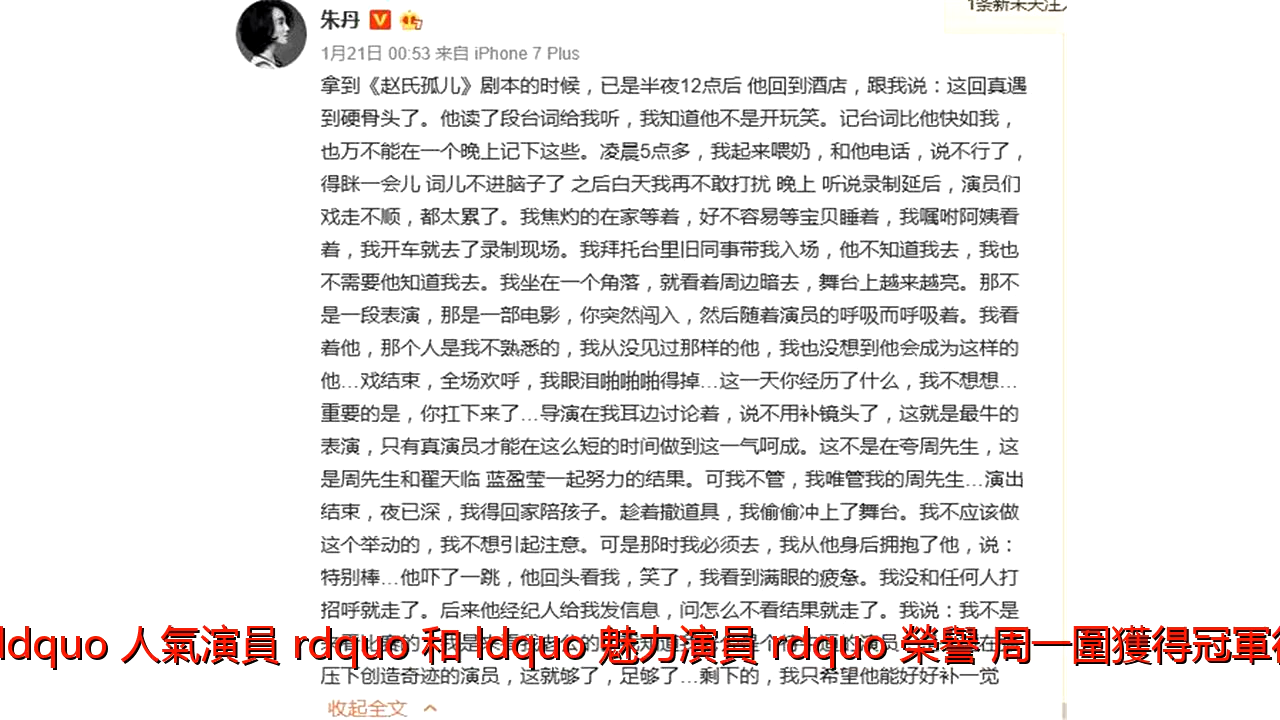 朱丹
1条新未关注
1月21日 00:53 来自 iPhone 7 Plus
拿到《赵氏孤儿》剧本的时候，已是半夜12点后 他回到酒店，跟我说：这回真遇
到硬骨头了。他读了段台词给我听，我知道他不是开玩笑。记台词比他快如我，
也万不能在一个晚上记下这些。凌晨5点多，我起来喂奶，和他电话，说不行了，
得眯一会儿 词儿不进脑子了 之后白天我再不敢打扰 晚上 听说录制延后，演员们
戏走不顺，都太累了。我焦灼的在家等着，好不容易等宝贝睡着，我嘱咐阿姨看
着，我开车就去了录制现场。我拜托台里旧同事带我入场，他不知道我去，我也
不需要他知道我去。我坐在一个角落，就看着周边暗去，舞台上越来越亮。那不
是一段表演，那是一部电影，你突然闯入，然后随着演员的呼吸而呼吸着。我看
着他，那个人是我不熟悉的，我从没见过那样的他，我也没想到他会成为这样的
他…戏结束，全场欢呼，我眼泪啪啪啪得掉…这一天你经历了什么，我不想想…
重要的是，你扛下来了…导演在我耳边讨论着，说不用补镜头了，这就是最牛的
表演，只有真演员才能在这么短的时间做到这一气呵成。这不是在夸周先生，这
是周先生和翟天临 蓝盈莹一起努力的结果。可我不管，我唯管我的周先生…演出
结束，夜已深，我得回家陪孩子。趁着撤道具，我偷偷冲上了舞台。我不应该做
这个举动的，我不想引起注意。可是那时我必须去，我从他身后拥抱了他，说：
特别棒…他吓了一跳，他回头看我，笑了，我看到满眼的疲惫。我没和任何人打
招呼就走了。后来他经纪人给我发信息，问怎么不看结果就走了。我说：我不是
ldquo 人氣演員 rdquo 和 ldquo 魅力演員 rdquo 榮譽 周一圍獲得冠軍
压下创造奇迹的演员，这就够了，足够了…剩下的，我只希望他能好好补一觉
收起全文